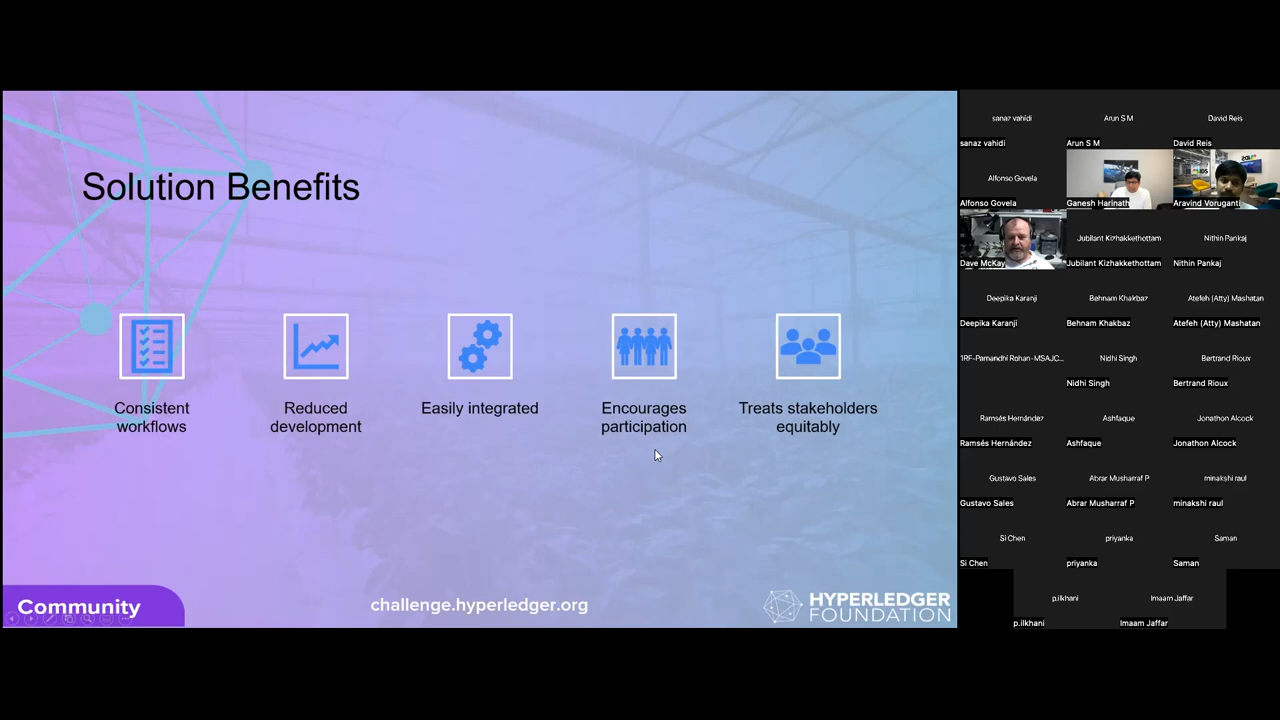 Solution Benefits
Consistent
workflows
Reduced
development
Easily integrated
Encourages
participation
Treats stakeholders
equitably
Community
challenge.hyperledger.org
HYPERLEDGER
FOUNDATION
sanaz vahidi
Arun S M
David Reis
sanaz vahidi
Arun S M
David Reis
Alfonso Govela
Alfonso Govela
Ganesh Harinath
Aravind Voruganti
Jubilant Kizhakkethottam
Nithin Pankaj
Dave McKay
Jubilant Kizhakkethottam
Nithin Pankaj
Deepika Karanji
Behnam Khakbaz
Atefeh (Atty) Mashatan
Deepika Karanji
Behnam Khakbaz
Atefeh (Atty) Mashatan
1RF-Pamandhi Rohan-MSAJC...
Nidhi Singh
Bertrand Rioux
Nidhi Singh
Bertrand Rioux
Ramsés Hernández
Ashfaque
Jonathon Alcock
Ramsés Hernández
Ashfaque
Jonathon Alcock
Gustavo Sales
Abrar Musharraf P
minakshi raul
Gustavo Sales
Abrar Musharraf P
minakshi raul
Si Chen
priyanka
Saman
Si Chen
priyanka
Saman
p.ilkhani
Imaam Jaffar
p.ilkhani
Imaam Jaffar